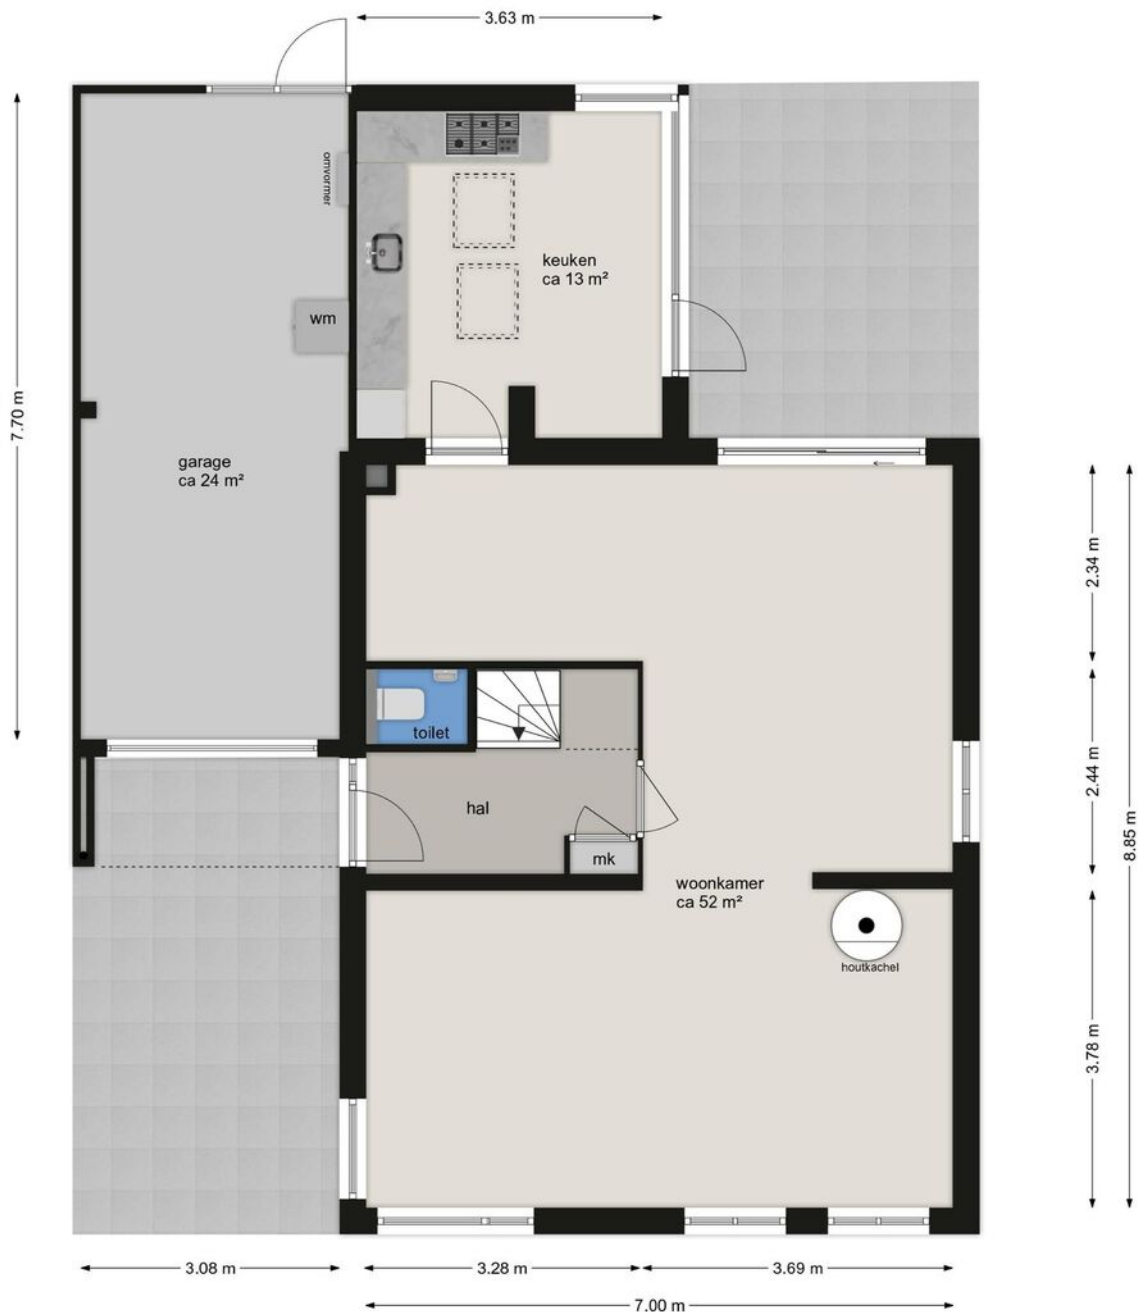 3.63 m
omvormer
keuken
ca 13 m²
wm
7.70 m
garage
ca 24 m²
2.34 m
toilet
2.44 m
hal
8.85 m
mk
woonkamer
ca 52 m²
houtkachel
3.78 m
3.08 m
3.28 m
3.69 m
7.00 m